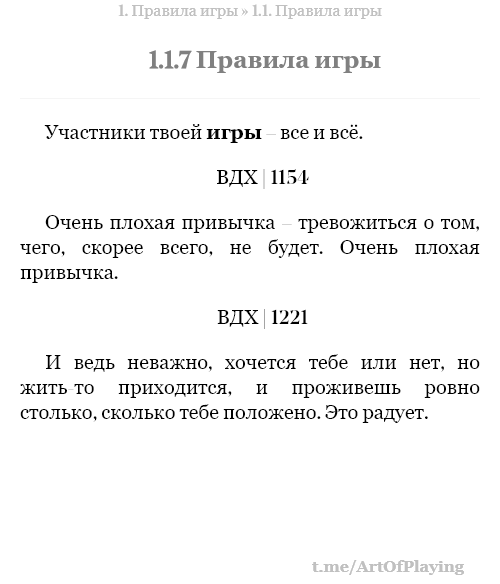 1. Правила игры » 1.1. Правила игры
1.1.7 Правила игры
Участники твоей игры – все и всё.
ВДХ | 1154
Очень плохая привычка – тревожиться о том,
чего, скорее всего, не будет. Очень плохая
привычка.
ВДХ | 1221
И ведь неважно, хочется тебе или нет, но
жить-то приходится, и проживешь ровно
столько, сколько тебе положено. Это радует.
t.me/ArtOfPlaying